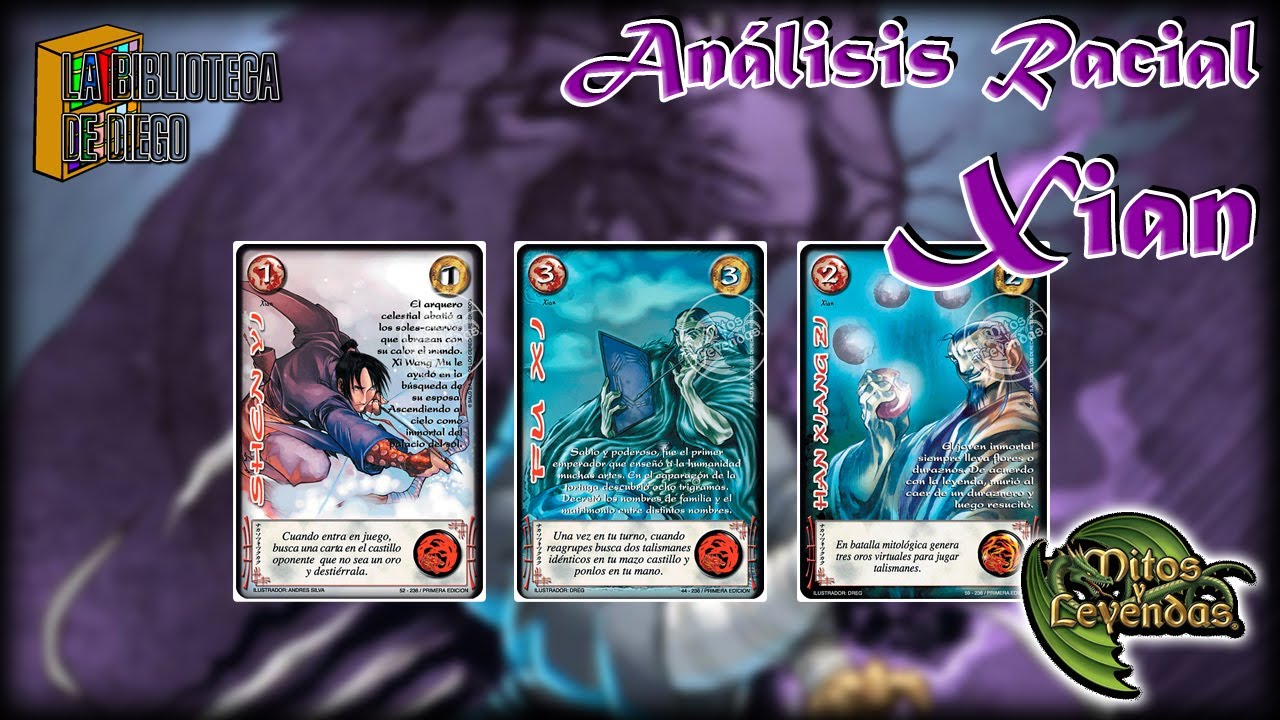 LA BIBLIOTECA
DE DIEGO
Análisis Racial
Xian
1
1
Xian
SHEN YI
El arquero
celestial abatió a
los soles-cuervos
que abrazan con
su calor el mundo.
Xi Wang Mu le
ayudó en la
búsqueda de
su esposa.
Ascendiendo al
cielo como
inmortal del
palacio del sol.
Cuando entra en juego,
busca una carta en el castillo
oponente que no sea un oro
y destiérrala.
ILUSTRADOR: ANDRES SILVA
52 - 236 / PRIMERA EDICION
3
3
Xian
FU XI
Sabio y poderoso, fue el primer
emperador que enseñó a la humanidad
muchas artes. En el caparazón de la
tortuga descubrió ocho trigramas.
Decretó los nombres de familia y el
matrimonio entre distintos nombres.
Una vez en tu turno, cuando
reagrupes busca dos talismanes
idénticos en tu mazo castillo y
ponlos en tu mano.
ILUSTRADOR: DREG
44 - 236 / PRIMERA EDICION
2
2
Xian
HAN XIANG ZI
El joven inmortal
siempre lleva flores o
duraznos. De acuerdo
con la leyenda, murió al
caer de un duraznero y
luego resucitó.
En batalla mitológica genera
tres oros virtuales para jugar
talismanes.
ILUSTRADOR: DREG
59 - 236 / PRIMERA
Mitos
y
Leyendas